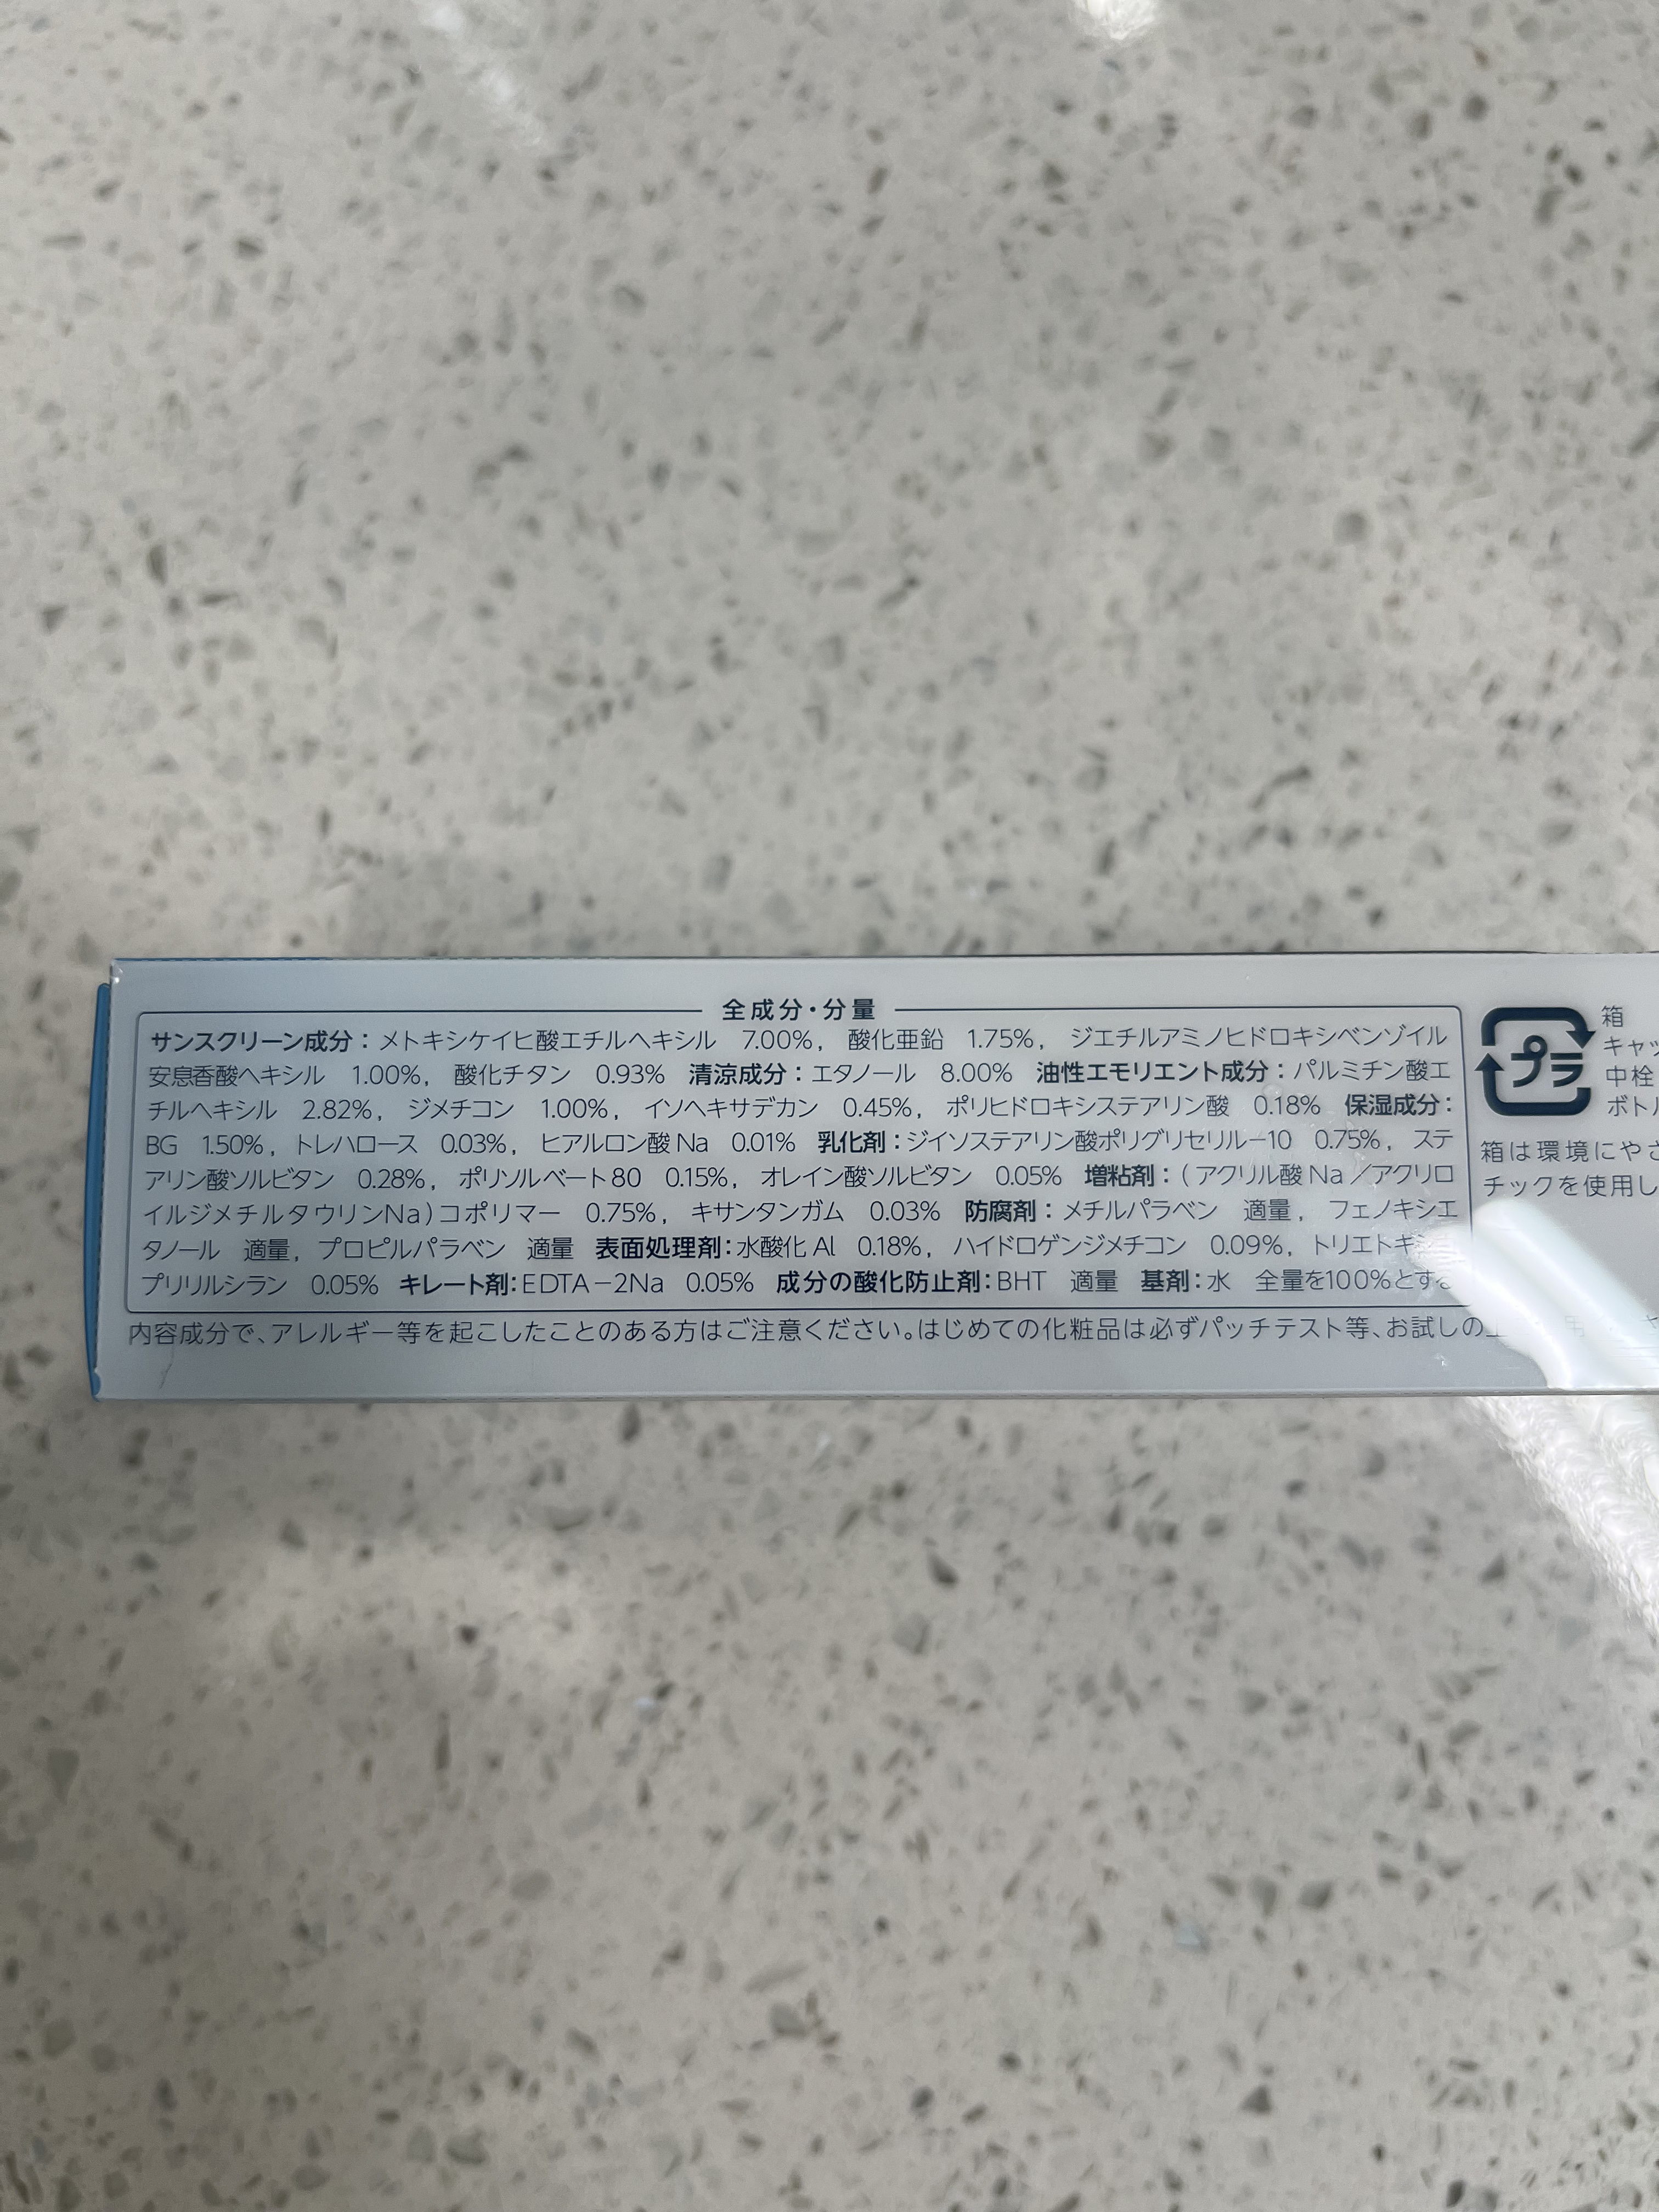 全成分・分量
サンスクリーン成分：メトキシケイヒ酸エチルヘキシル 7.00%, 酸化亜鉛 1.75%, ジエチルアミノヒドロキシベンゾイル
安息香酸ヘキシル 1.00%, 酸化チタン 0.93% 清涼成分：エタノール 8.00% 油性エモリエント成分：パルミチン酸エ
チルヘキシル 2.82%, ジメチコン 1.00%, イソヘキサデカン 0.45%, ポリヒドロキシステアリン酸 0.18% 保湿成分：
BG 1.50%, トレハロース 0.03%, ヒアルロン酸Na 0.01% 乳化剤：ジイソステアリン酸ポリグリセリル－10 0.75%, ステ
アリン酸ソルビタン 0.28%, ポリソルベート80 0.15%, オレイン酸ソルビタン 0.05% 増粘剤：(アクリル酸Na／アクリロ
イルジメチルタウリンNa)コポリマー 0.75%, キサンタンガム 0.03% 防腐剤：メチルパラベン 適量, フェノキシエ
タノール 適量, プロピルパラベン 適量 表面処理剤：水酸化Al 0.18%, ハイドロゲンジメチコン 0.09%, トリエトキシ
プリリルシラン 0.05% キレート剤：EDTA－2Na 0.05% 成分の酸化防止剤：BHT 適量 基剤：水 全量を100%とする
内容成分で、アレルギー等を起こしたことのある方はご注意ください。はじめての化粧品は必ずパッチテスト等、お試しの
プラ
箱
キャッ
中栓
ボトル
箱は環境にやさ
チックを使用し